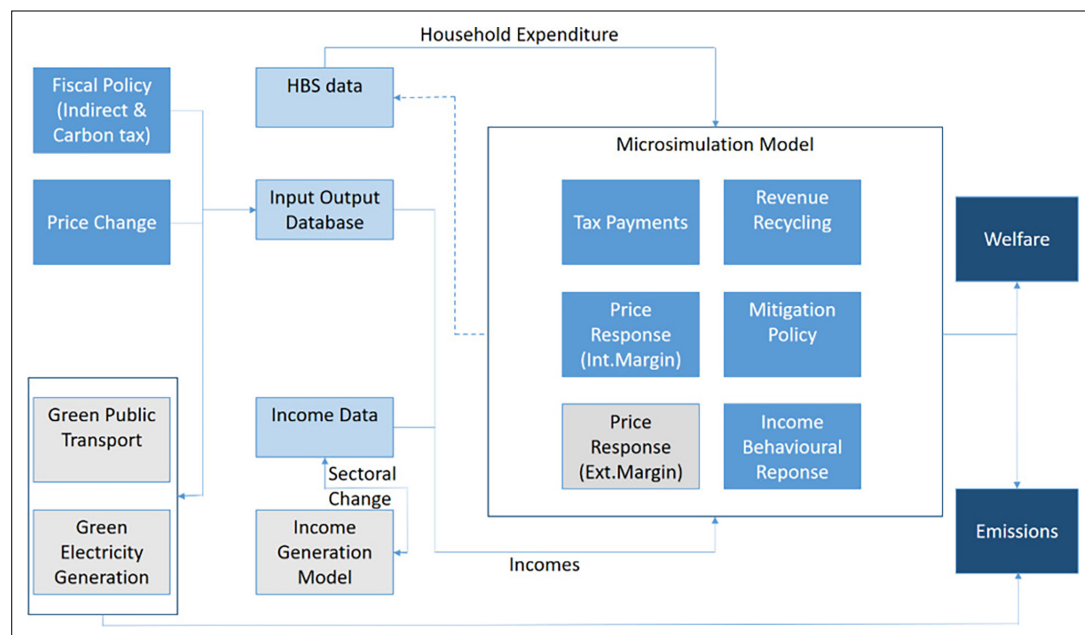 Household Expenditure
Fiscal Policy
(Indirect &
Carbon tax)
HBS data
Price Change
Input Output
Database
Microsimulation Model
Tax Payments
Revenue
Recycling
Price
Response
(Int.Margin)
Mitigation
Policy
Price
Response
(Ext.Margin)
Income
Behavioural
Reponse
Welfare
Emissions
Green Public
Transport
Green
Electricity
Generation
Income Data
Sectoral
Change
Income
Generation
Model
Incomes